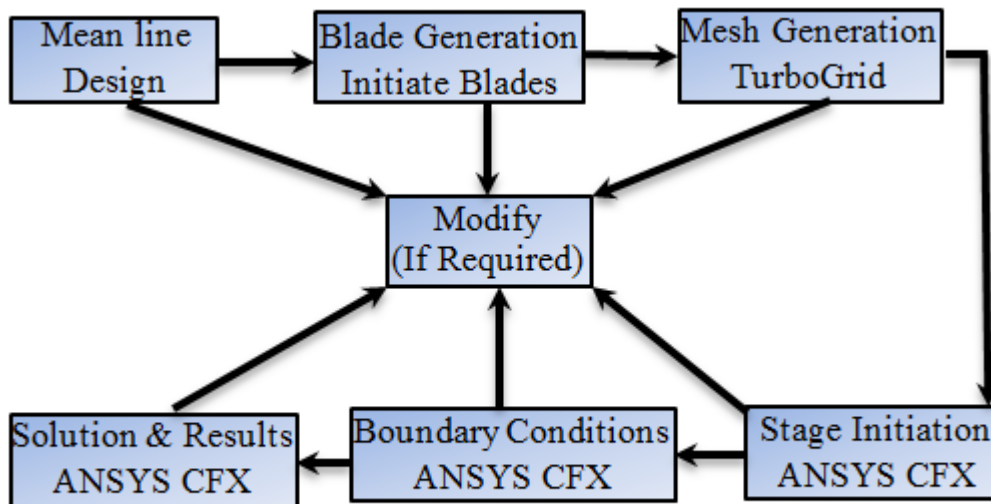 Mean line
Design
Blade Generation
Initiate Blades
Mesh Generation
TurboGrid
Modify
(If Required)
Solution & Results
ANSYS CFX
Boundary Conditions
ANSYS CFX
Stage Initiation
ANSYS CFX